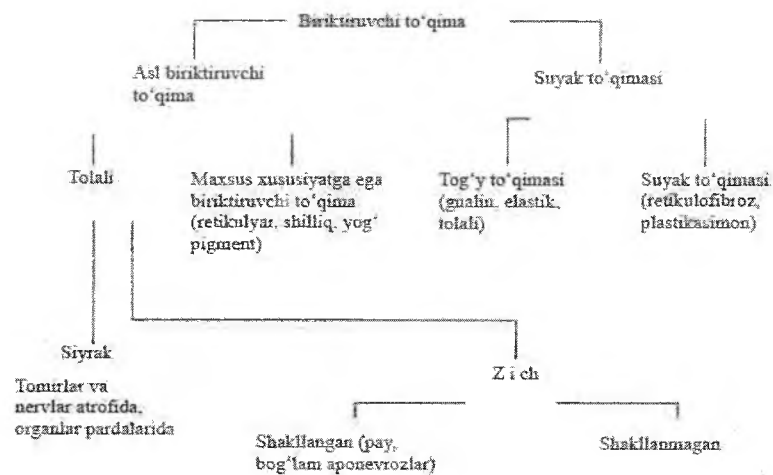 Biriktiruvchi to‘qima
Asl biriktiruvchi
to‘qima
Suyak to‘qimasi
Tolali
Maxsus xususiyatga ega
biriktiruvchi to‘qima
(retikulyar, shilliq, yog‘
pigment)
Tog‘y to‘qimasi
(gualin, elastik,
tolali)
Suyak to‘qimasi
(retikulofibroz,
plastikasimon)
Siyrak
Tomirlar va
nervlar atrofida,
organlar pardalarida
Z i ch
Shakllangan (pay,
bog‘lam aponevrozlar)
Shakllanmagan